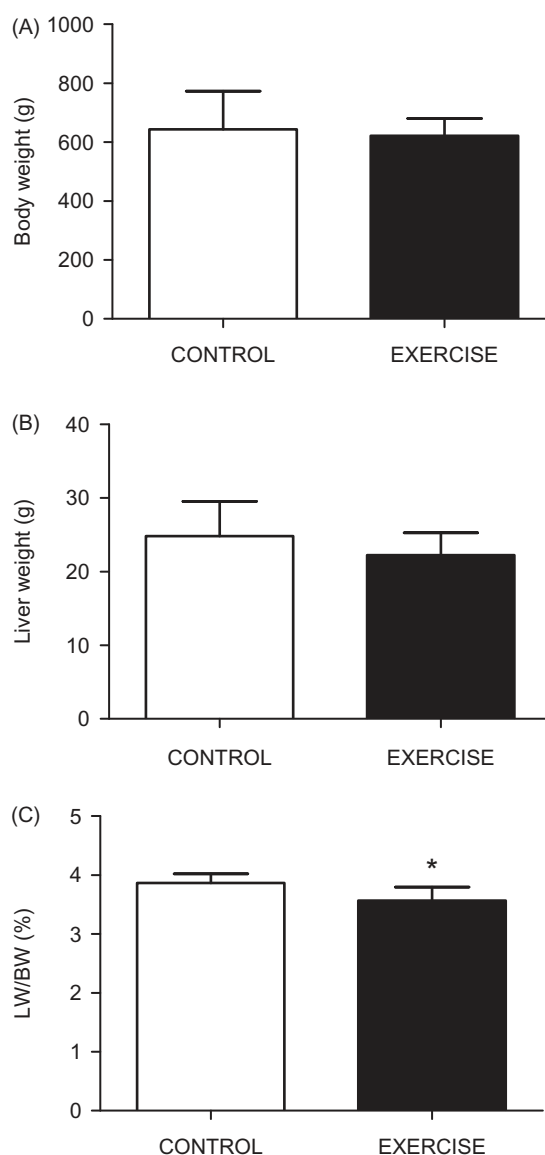 (A)
Body weight (g)
1000
800
600
400
200
0
CONTROL EXERCISE
(B)
Liver weight (g)
40
30
20
10
0
CONTROL EXERCISE
(C)
LW/BW (%)
5
4
3
2
1
0
*
CONTROL EXERCISE